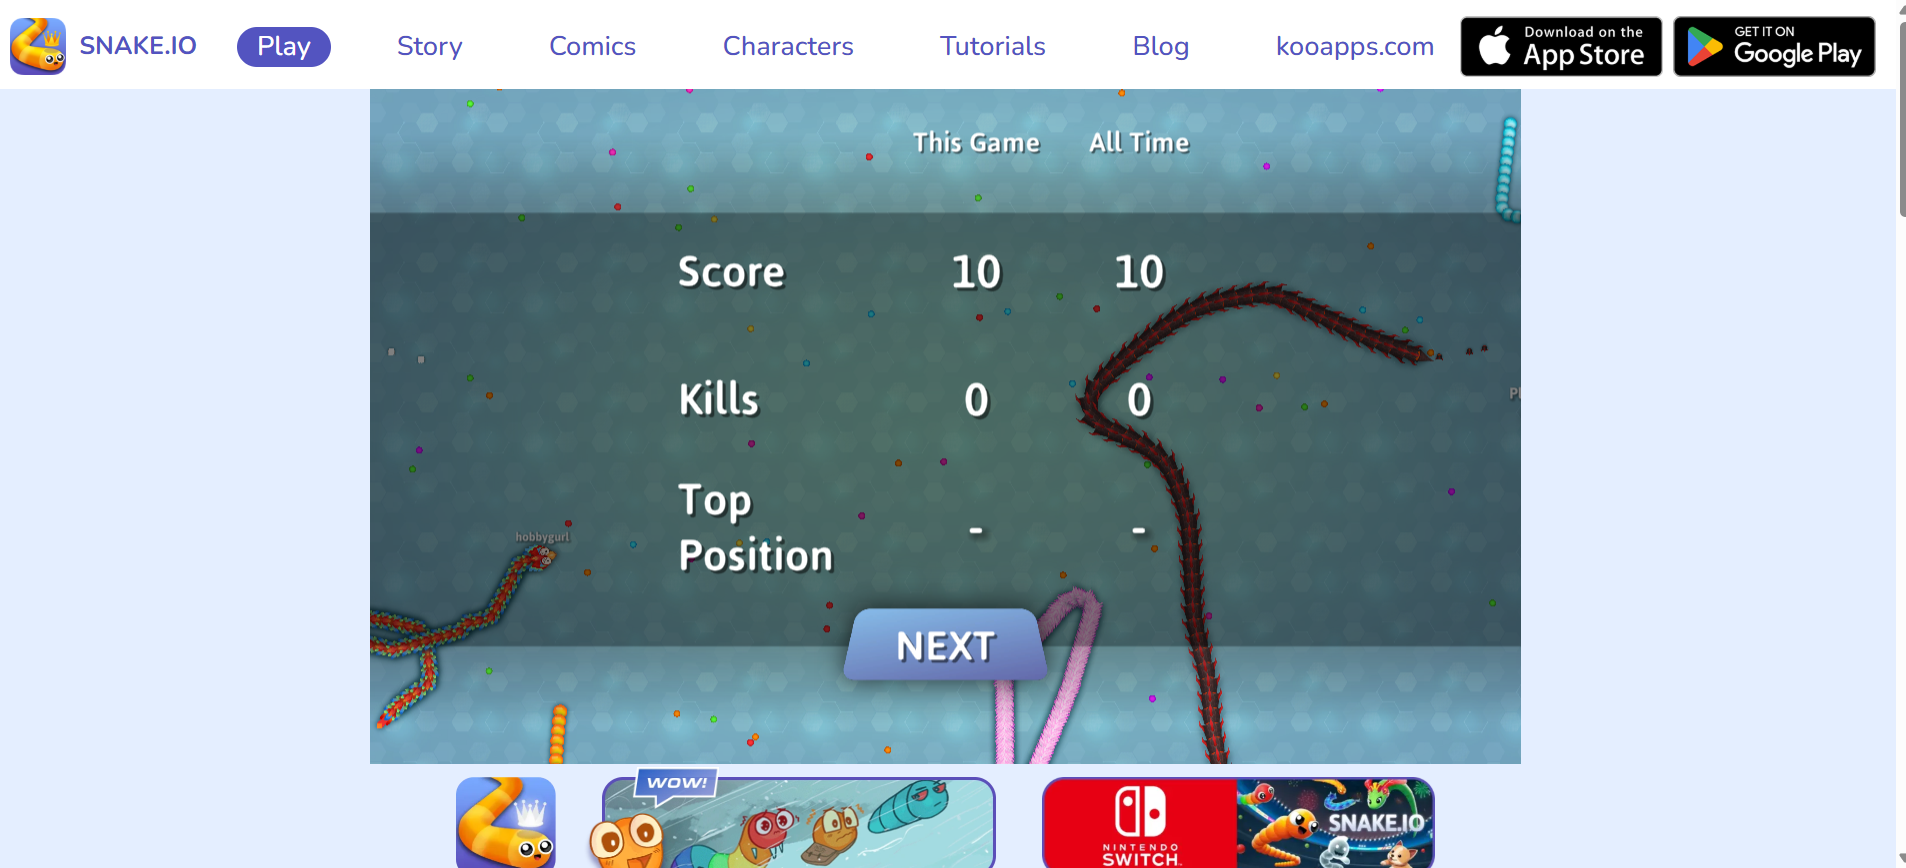 SNAKE.IO Play Story Comics Characters Tutorials Blog kooapps.com
Download on the
App Store
GET IT ON
Google Play
This Game All Time
Score 10 10
Kills 0 0
Top
Position - -
hobbygurl
NEXT
WOW!
NINTENDO
SWITCH
SNAKE.IO